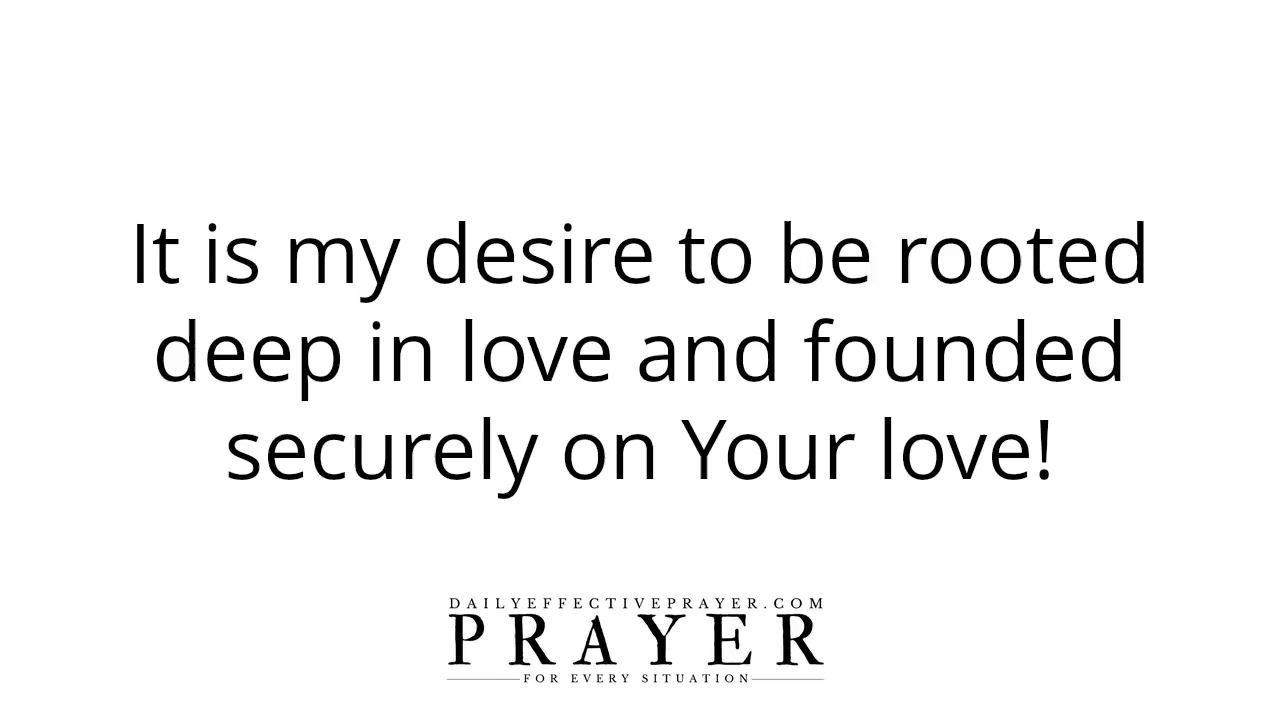 It is my desire to be rooted
deep in love and founded
securely on Your love!
DAILYEFFECTIVEPRAYER.COM
PRAYER
FOR EVERY SITUATION